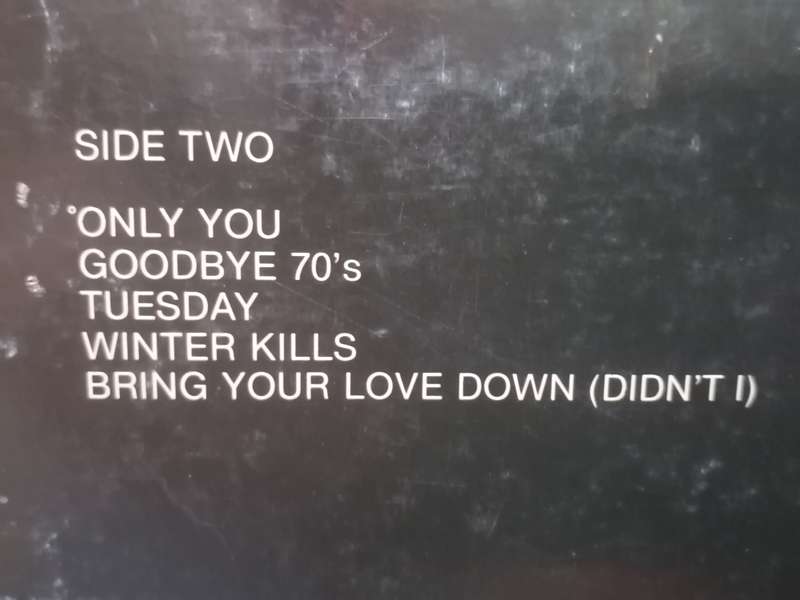 SIDE TWO
°ONLY YOU
GOODBYE 70's
TUESDAY
WINTER KILLS
BRING YOUR LOVE DOWN (DIDN'T I)